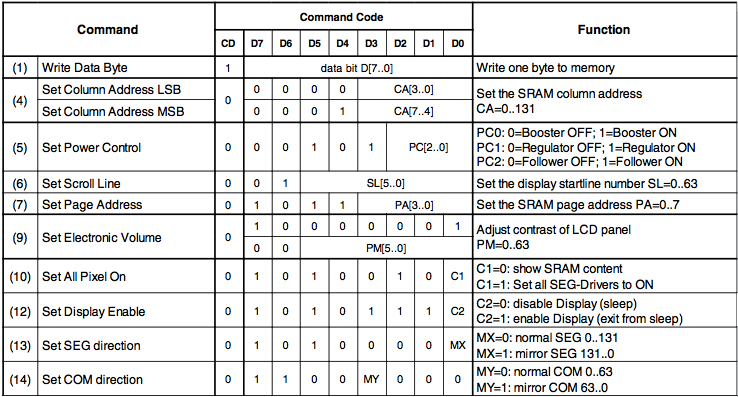 Command Command Code Function
CD D7 D6 D5 D4 D3 D2 D1 D0
(1) Write Data Byte 1 data bit D[7..0] Write one byte to memory
(4) Set Column Address LSB 0 0 0 0 0 CA[3..0] Set the SRAM column address
Set Column Address MSB 0 0 0 1 CA[7..4] CA=0..131
(5) Set Power Control 0 0 0 1 0 1 PC[2..0] PC0: 0=Booster OFF; 1=Booster ON
PC1: 0=Regulator OFF; 1=Regulator ON
PC2: 0=Follower OFF; 1=Follower ON
(6) Set Scroll Line 0 0 1 SL[5..0] Set the display startline number SL=0..63
(7) Set Page Address 0 1 0 1 1 PA[3..0] Set the SRAM page address PA=0..7
(9) Set Electronic Volume 0 1 0 0 0 0 0 0 1 Adjust contrast of LCD panel
0 0 PM[5..0] PM=0..63
(10) Set All Pixel On 0 1 0 1 0 0 1 0 C1 C1=0: show SRAM content
C1=1: Set all SEG-Drivers to ON
(12) Set Display Enable 0 1 0 1 0 1 1 1 C2 C2=0: disable Display (sleep)
C2=1: enable Display (exit from sleep)
(13) Set SEG direction 0 1 0 1 0 0 0 0 MX MX=0: normal SEG 0..131
MX=1: mirror SEG 131..0
(14) Set COM direction 0 1 1 0 0 MY 0 0 0 MY=0: normal COM 0..63
MY=1: mirror COM 63..0